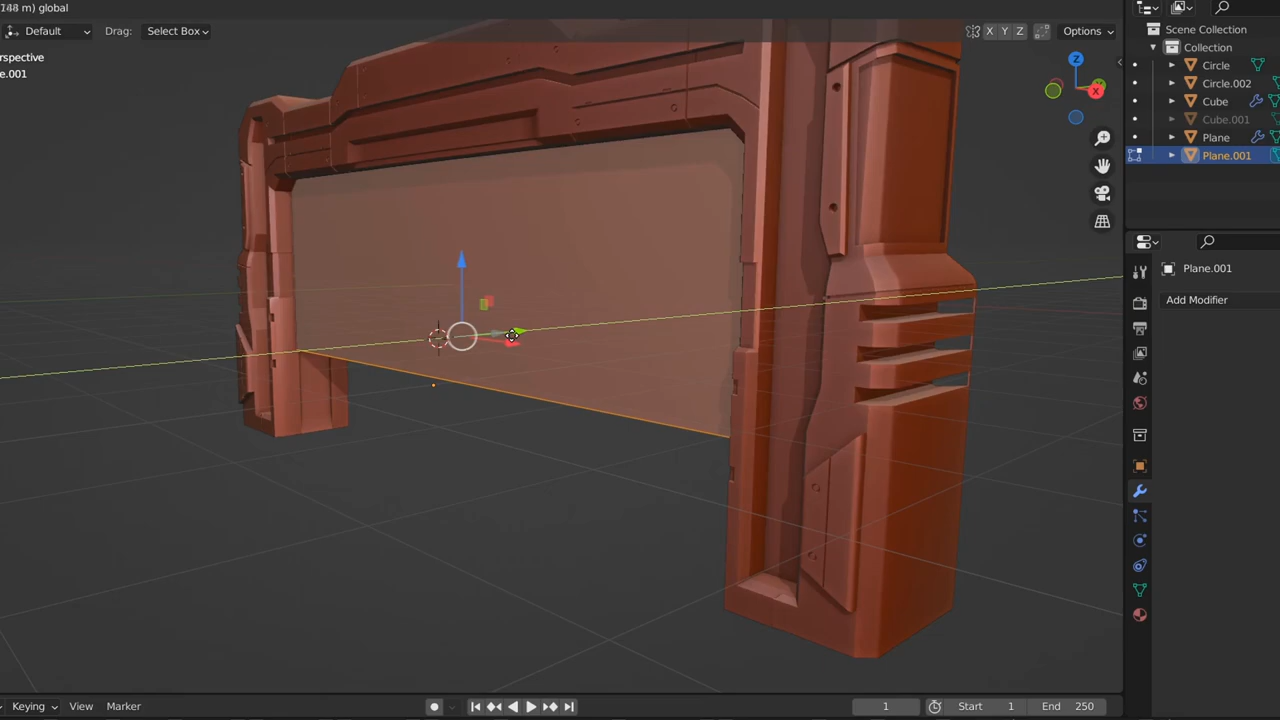 m) global
Default
Drag:
Select Box
X Y Z
Options
rspective
e.001
Z
X
Scene Collection
Collection
Circle
Circle.002
Cube
Cube.001
Plane
Plane.001
Plane.001
Add Modifier
Keying
View
Marker
1
Start
1
End
250